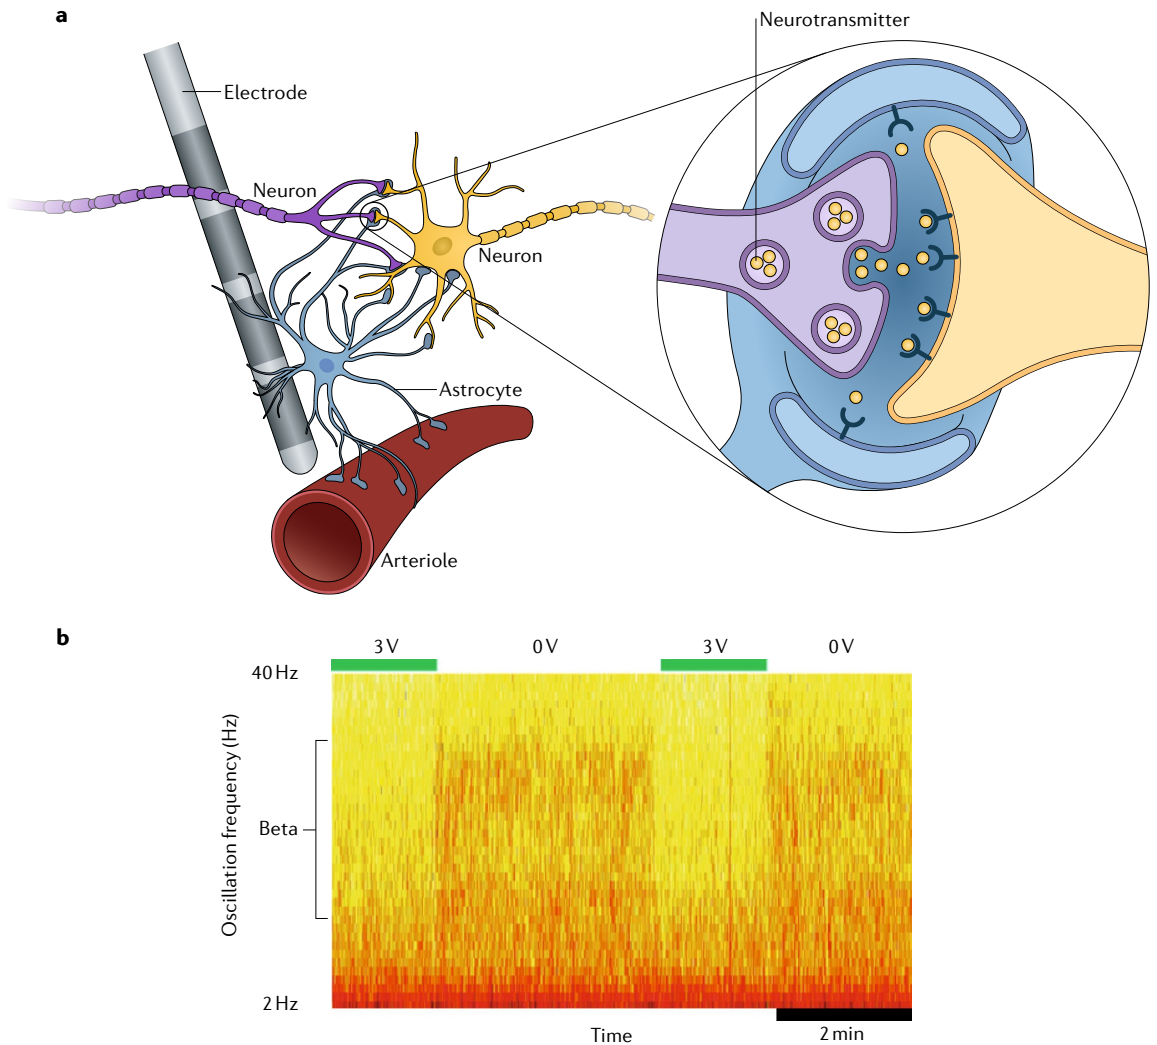 a
Neurotransmitter
Electrode
Neuron
Neuron
Astrocyte
Arteriole
b
3 V
0 V
3 V
0 V
40 Hz
Oscillation frequency (Hz)
Beta
2 Hz
Time
2 min